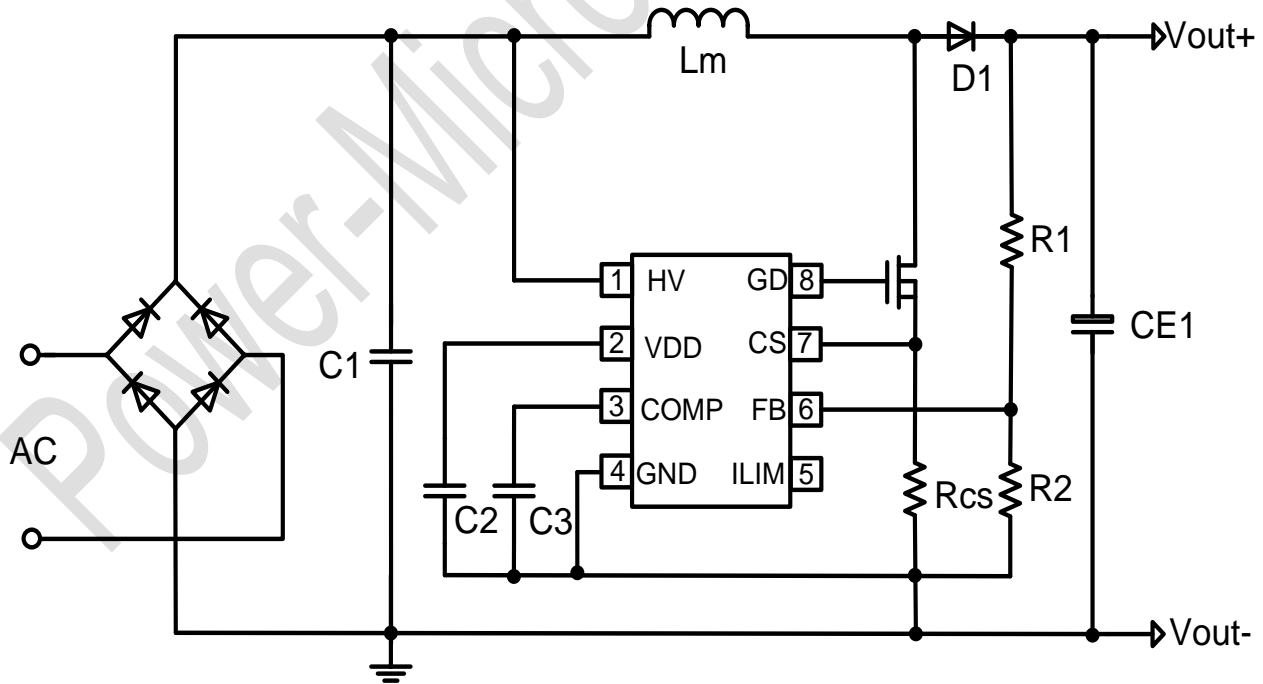 Power-Micr
Lm
D1
Vout+
R1
CE1
1 HV GD 8
2 VDD CS 7
3 COMP FB 6
4 GND ILIM 5
C1
AC
C2
C3
Rcs
R2
Vout-